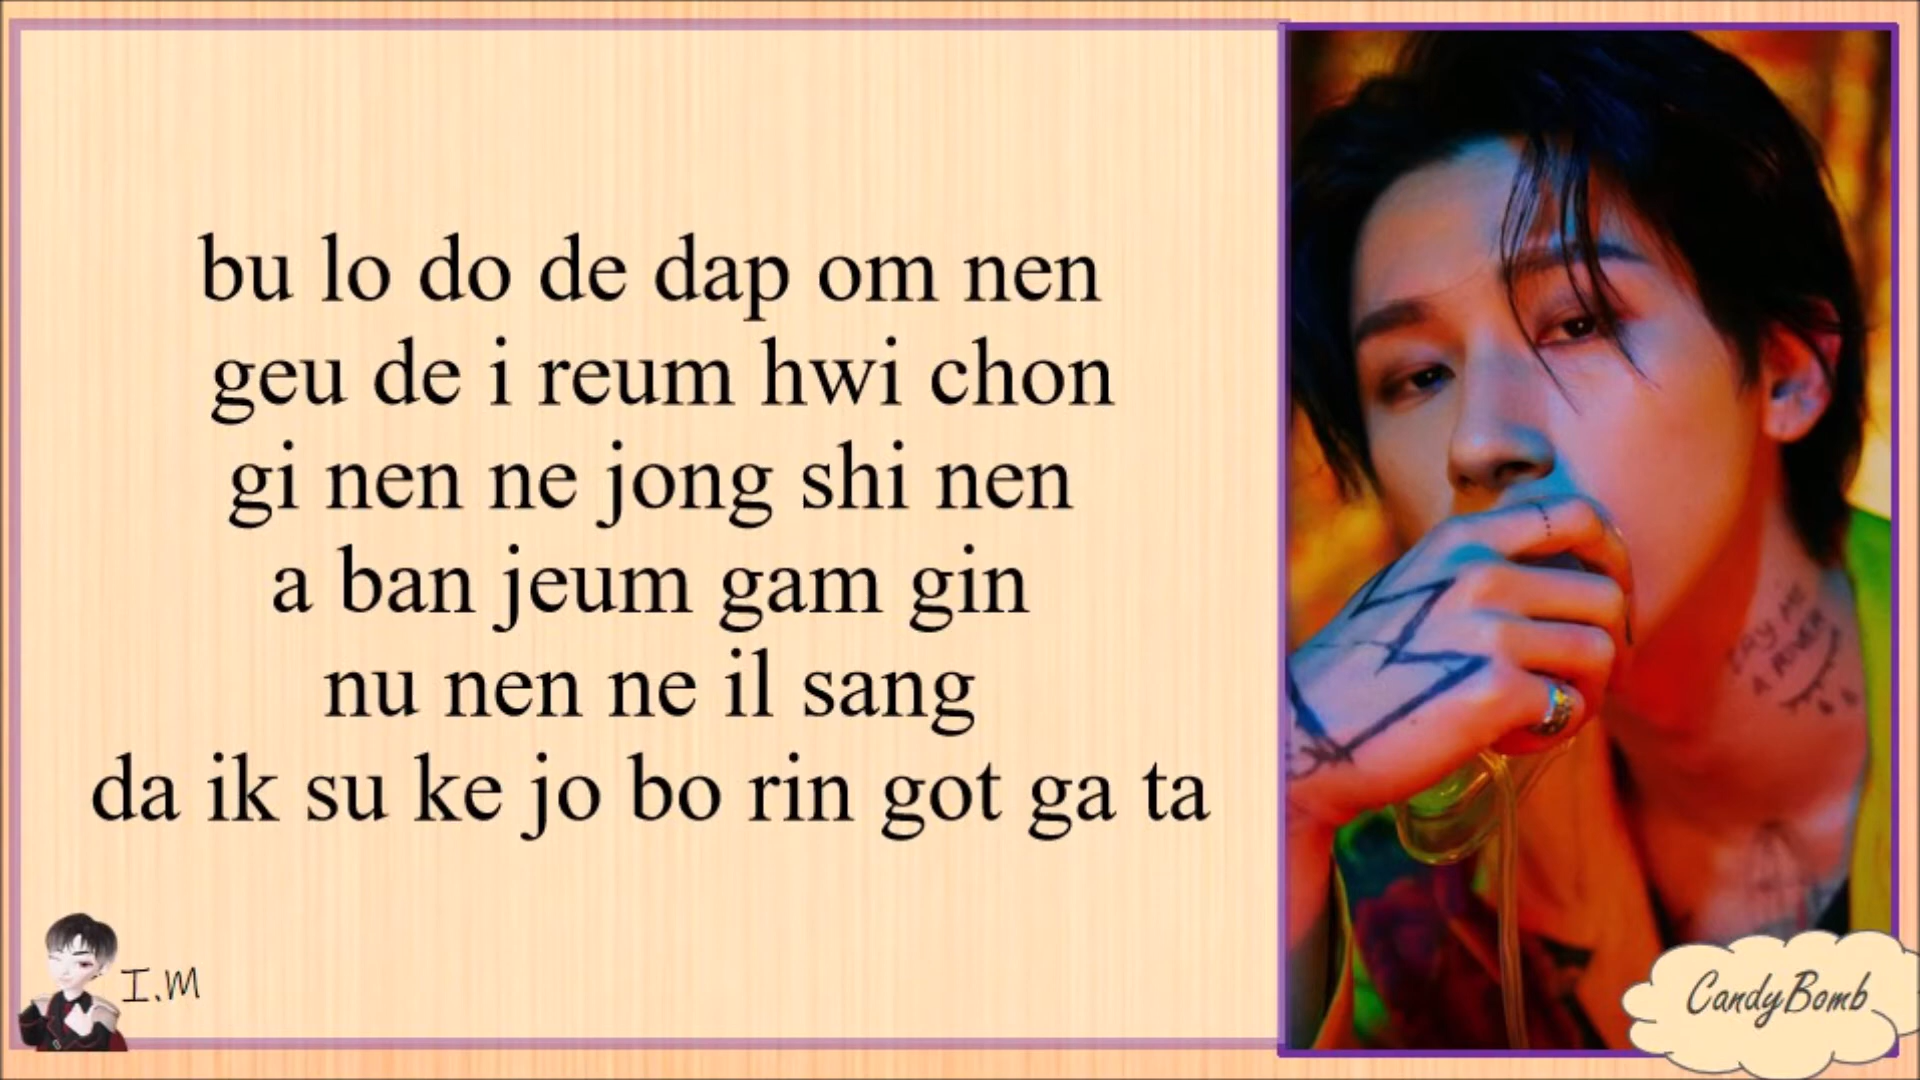 bu lo do de dap om nen
geu de i reum hwi chon
gi nen ne jong shi nen
a ban jeum gam gin
nu nen ne il sang
da ik su ke jo bo rin got ga ta
I.M
CandyBomb